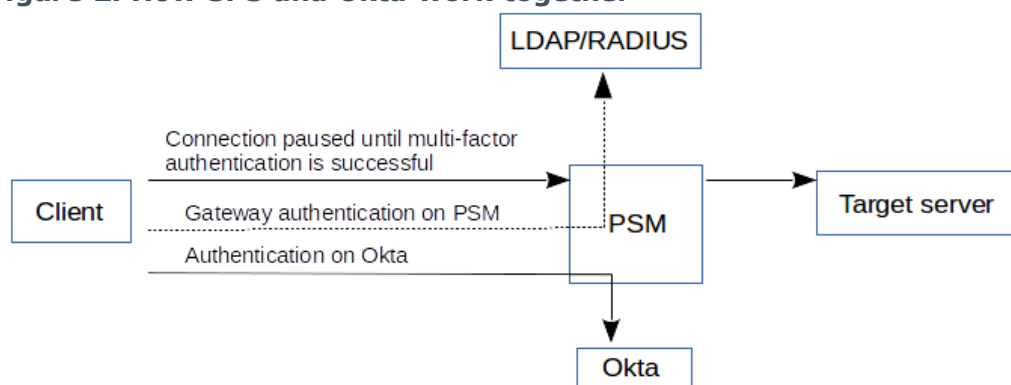 LDAP/RADIUS
Connection paused until multi-factor
authentication is successful
Client
Gateway authentication on PSM
PSM
Target server
Authentication on Okta
Okta